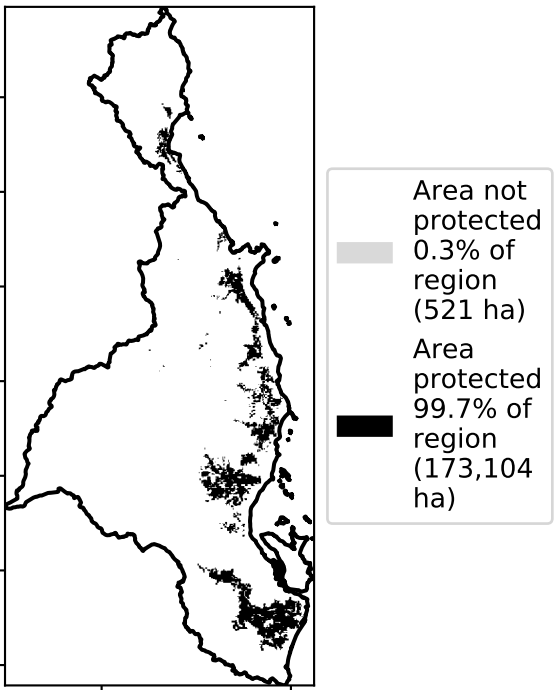 Area not
protected
0.3% of
region
(521 ha)
Area
protected
99.7% of
region
(173,104
ha)